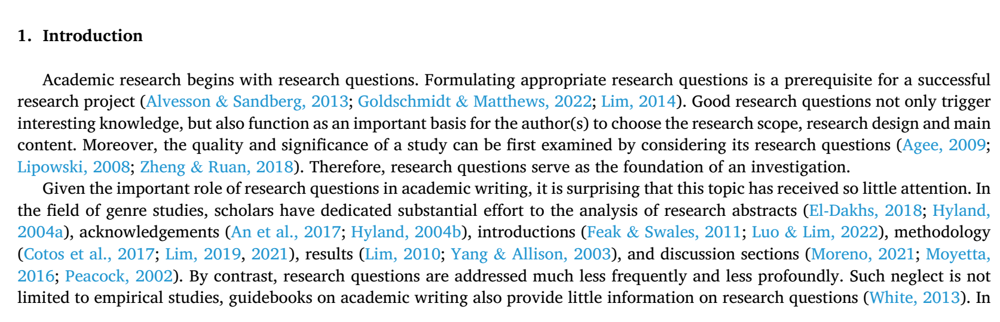 1. Introduction
Academic research begins with research questions. Formulating appropriate research questions is a prerequisite for a successful
research project (Alvesson & Sandberg, 2013; Goldschmidt & Matthews, 2022; Lim, 2014). Good research questions not only trigger
interesting knowledge, but also function as an important basis for the author(s) to choose the research scope, research design and main
content. Moreover, the quality and significance of a study can be first examined by considering its research questions (Agee, 2009;
Lipowski, 2008; Zheng & Ruan, 2018). Therefore, research questions serve as the foundation of an investigation.
Given the important role of research questions in academic writing, it is surprising that this topic has received so little attention. In
the field of genre studies, scholars have dedicated substantial effort to the analysis of research abstracts (El-Dakhs, 2018; Hyland,
2004a), acknowledgements (An et al., 2017; Hyland, 2004b), introductions (Feak & Swales, 2011; Luo & Lim, 2022), methodology
(Cotos et al., 2017; Lim, 2019, 2021), results (Lim, 2010; Yang & Allison, 2003), and discussion sections (Moreno, 2021; Moyetta,
2016; Peacock, 2002). By contrast, research questions are addressed much less frequently and less profoundly. Such neglect is not
limited to empirical studies, guidebooks on academic writing also provide little information on research questions (White, 2013). In